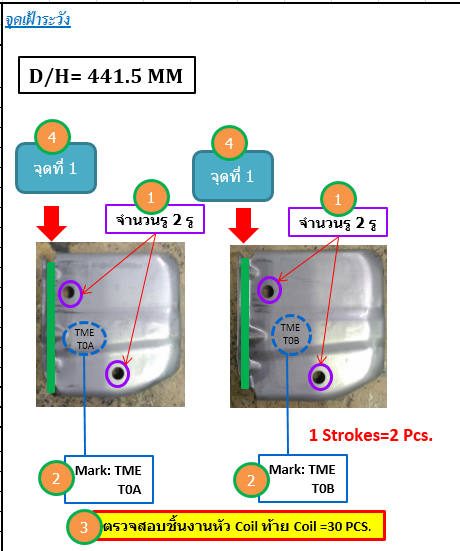 จุดเฝ้าระวัง
D/H= 441.5 MM
4
จุดที่ 1
4
จุดที่ 1
1
จำนวนรู 2 รู
1
จำนวนรู 2 รู
TME
T0A
TME
T0B
1 Strokes=2 Pcs.
2
Mark: TME
T0A
2
Mark: TME
T0B
3
ตรวจสอบชิ้นงานหัว Coil ท้าย Coil =30 PCS.